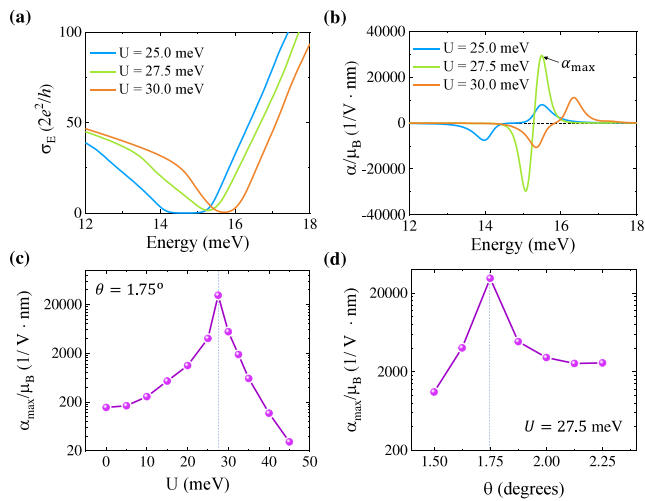 (a)
100
50
0
σE (2e²/h)
U = 25.0 meV
U = 27.5 meV
U = 30.0 meV
12 14 16 18
Energy (meV)
(b)
40000
20000
0
-20000
-40000
α/μB (1/V · nm)
U = 25.0 meV
U = 27.5 meV
U = 30.0 meV
αmax
12 14 16 18
Energy (meV)
(c)
θ = 1.75º
20000
2000
200
20
αmax/μB (1/ V · nm)
0 10 20 30 40 50
U (meV)
(d)
20000
2000
200
αmax/μB (1/ V · nm)
U = 27.5 meV
1.50 1.75 2.00 2.25
θ (degrees)